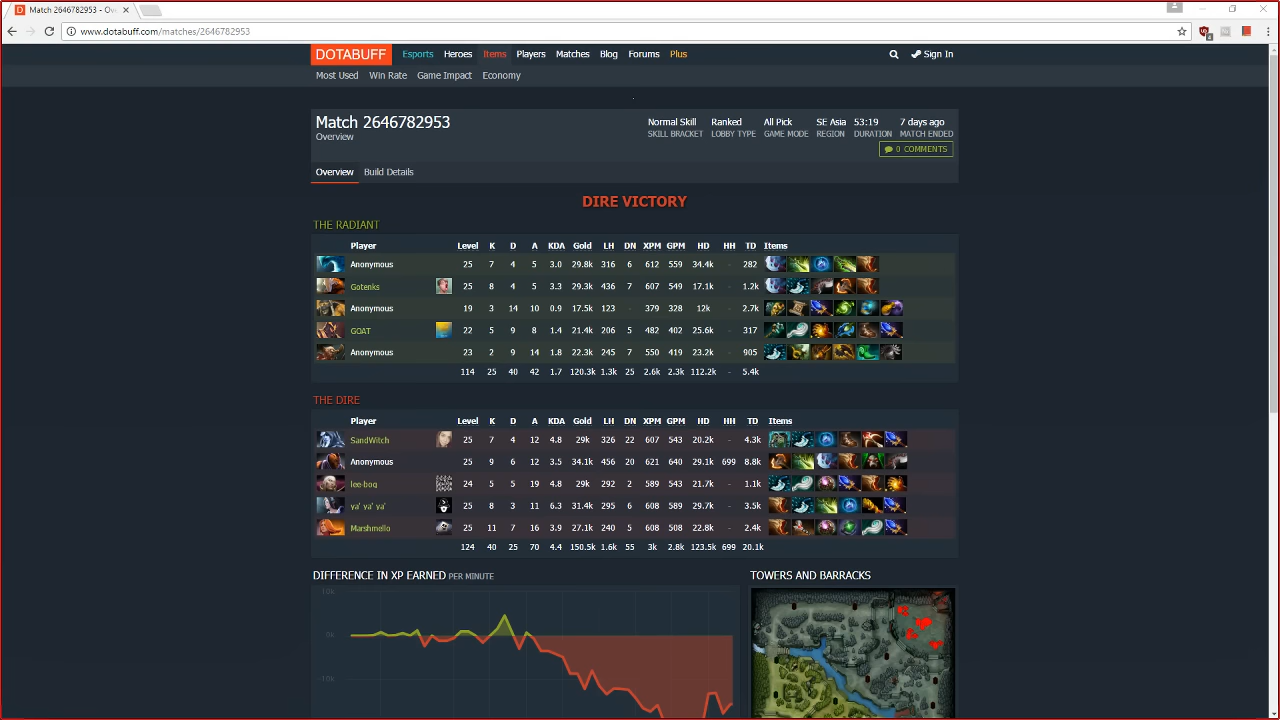 Match 2646782953 - Ov
www.dotabuff.com/matches/2646782953
DOTABUFF Esports Heroes Items Players Matches Blog Forums Plus Sign In
Most Used Win Rate Game Impact Economy
Match 2646782953
Overview
Normal Skill Ranked All Pick SE Asia 53:19 7 days ago
SKILL BRACKET LOBBY TYPE GAME MODE REGION DURATION MATCH ENDED
0 COMMENTS
Overview Build Details
DIRE VICTORY
THE RADIANT
Player Level K D A KDA Gold LH DN XPM GPM HD HH TD Items
Anonymous 25 7 4 5 3.0 29.8k 316 6 612 559 34.4k - 282
Gotenks 25 8 4 5 3.3 29.3k 436 7 607 549 17.1k - 1.2k
Anonymous 19 3 14 10 0.9 17.5k 123 - 379 328 12k - 2.7k
GOAT 22 5 9 8 1.4 21.4k 206 5 482 402 25.6k - 317
Anonymous 23 2 9 14 1.8 22.3k 245 7 550 419 23.2k - 905
114 25 40 42 1.7 120.3k 1.3k 25 2.6k 2.3k 112.2k - 5.4k
THE DIRE
Player Level K D A KDA Gold LH DN XPM GPM HD HH TD Items
SandWitch 25 7 4 12 4.8 29k 326 22 607 543 20.2k - 4.3k
Anonymous 25 9 6 12 3.5 34.1k 456 20 621 640 29.1k 699 8.8k
lee-boq 24 5 5 19 4.8 29k 292 2 589 543 21.7k - 1.1k
ya' ya' ya' 25 8 3 11 6.3 31.4k 295 6 608 589 29.7k - 3.5k
Marshmello 25 11 7 16 3.9 27.1k 240 5 608 508 22.8k - 2.4k
124 40 25 70 4.4 150.5k 1.6k 55 3k 2.8k 123.5k 699 20.1k
DIFFERENCE IN XP EARNED PER MINUTE
TOWERS AND BARRACKS
10k
0k
-10k